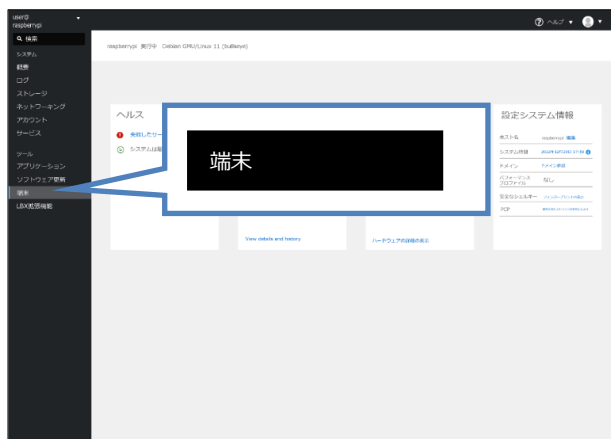 user@
raspberrypi
ヘルプ
検索
raspberrypi 実行中 Debian GNU/Linux 11 (bullseye)
システム
概要
ログ
ストレージ
ネットワーキング
アカウント
サービス
ツール
アプリケーション
ソフトウェア更新
端末
LBX拡張機能
ヘルス
失敗したサー
システムは最
View details and history
ハードウェアの詳細の表示
端末
設定システム情報
ホスト名 raspberrypi 編集
システム時刻
ドメイン ドメイン参加
パフォーマンス
プロファイル なし
安全なシェルキー
PCP